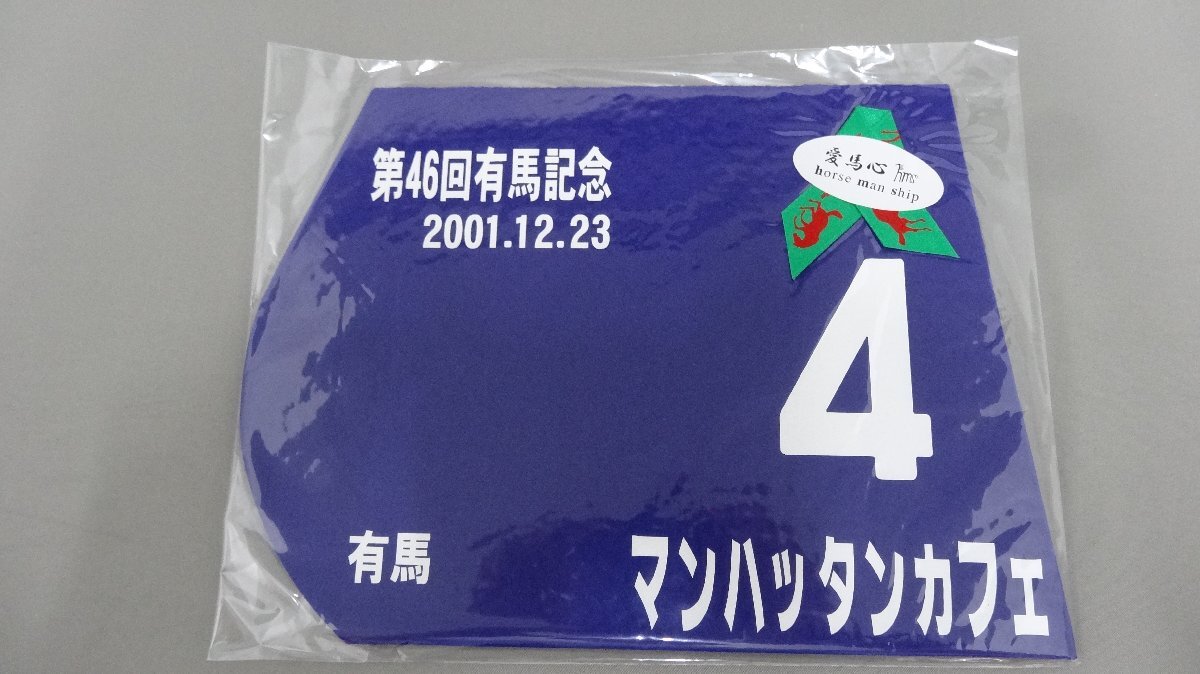 第46回有馬記念
2001.12.23
愛馬心 hms
horse man ship
4
有馬
マンハッタンカフェ